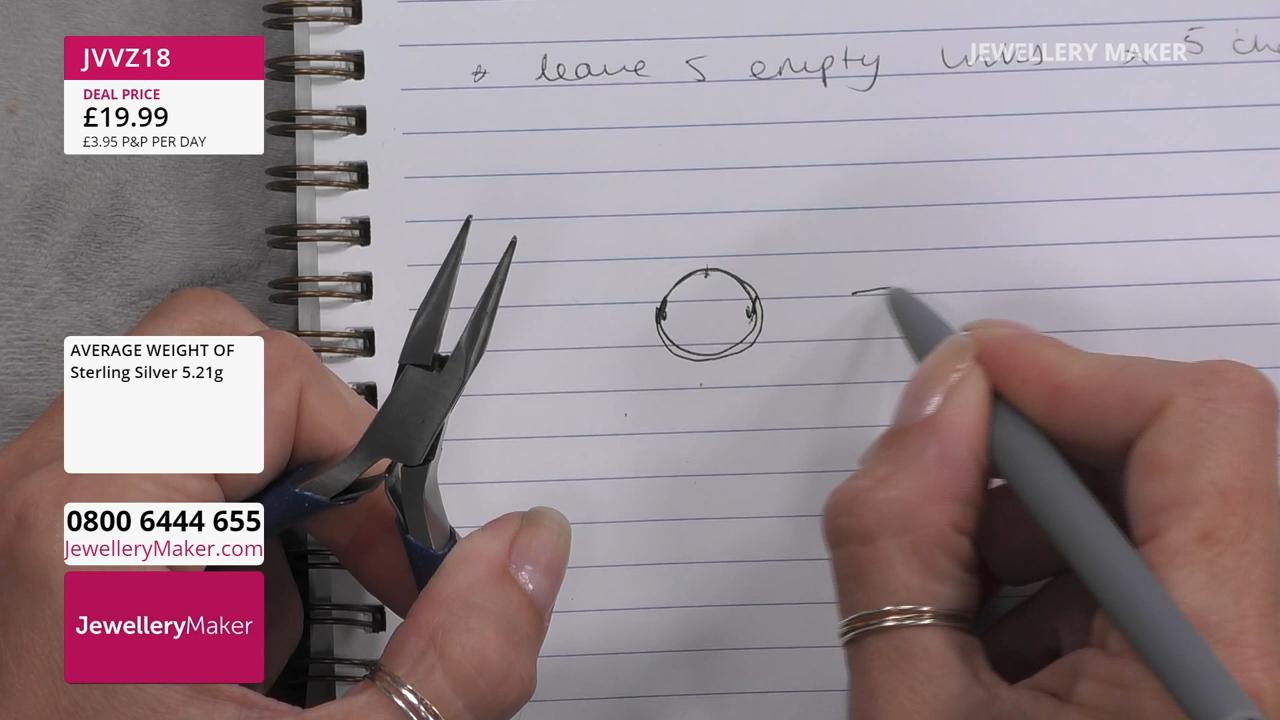 JVVZ18
DEAL PRICE
£19.99
£3.95 P&P PER DAY
AVERAGE WEIGHT OF
Sterling Silver 5.21g
0800 6444 655
JewelleryMaker.com
JewelleryMaker
JEWELLERY MAKER
* leave 5 empty 5